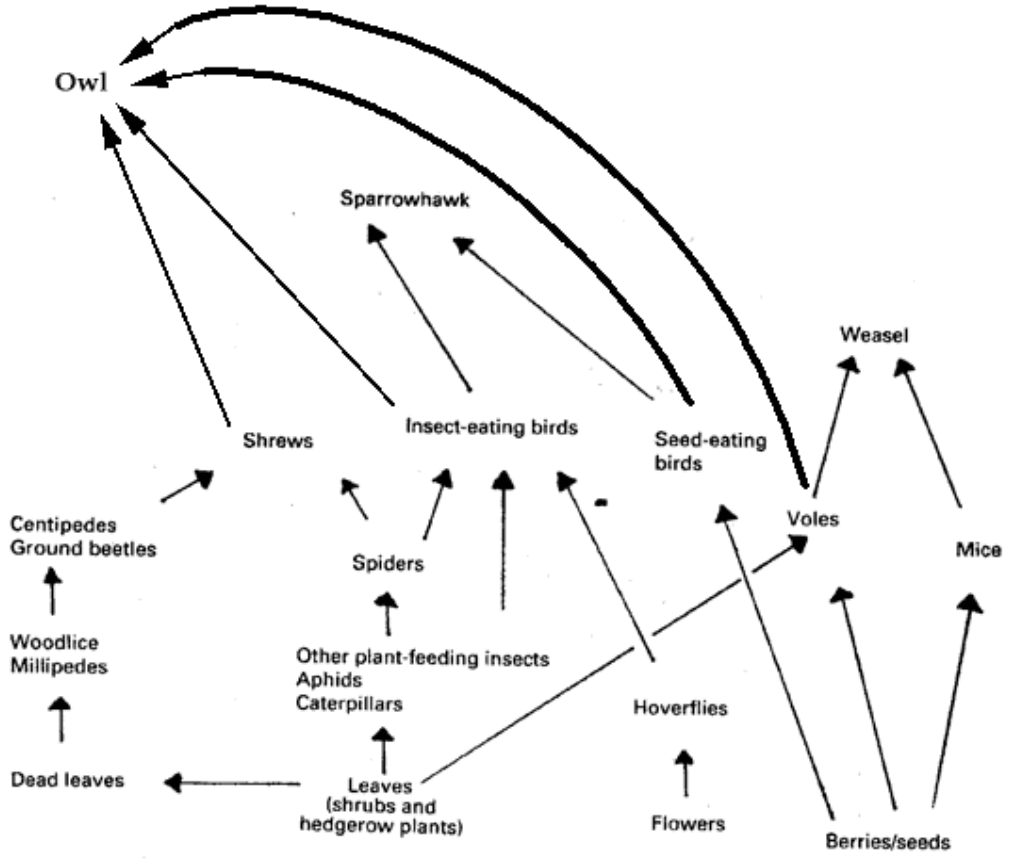 Owl
Sparrowhawk
Weasel
Shrews
Insect-eating birds
Seed-eating
birds
Centipedes
Ground beetles
Spiders
Voles
Mice
Woodlice
Millipedes
Other plant-feeding insects
Aphids
Caterpillars
Hoverflies
Dead leaves
Leaves
(shrubs and
hedgerow plants)
Flowers
Berries/seeds